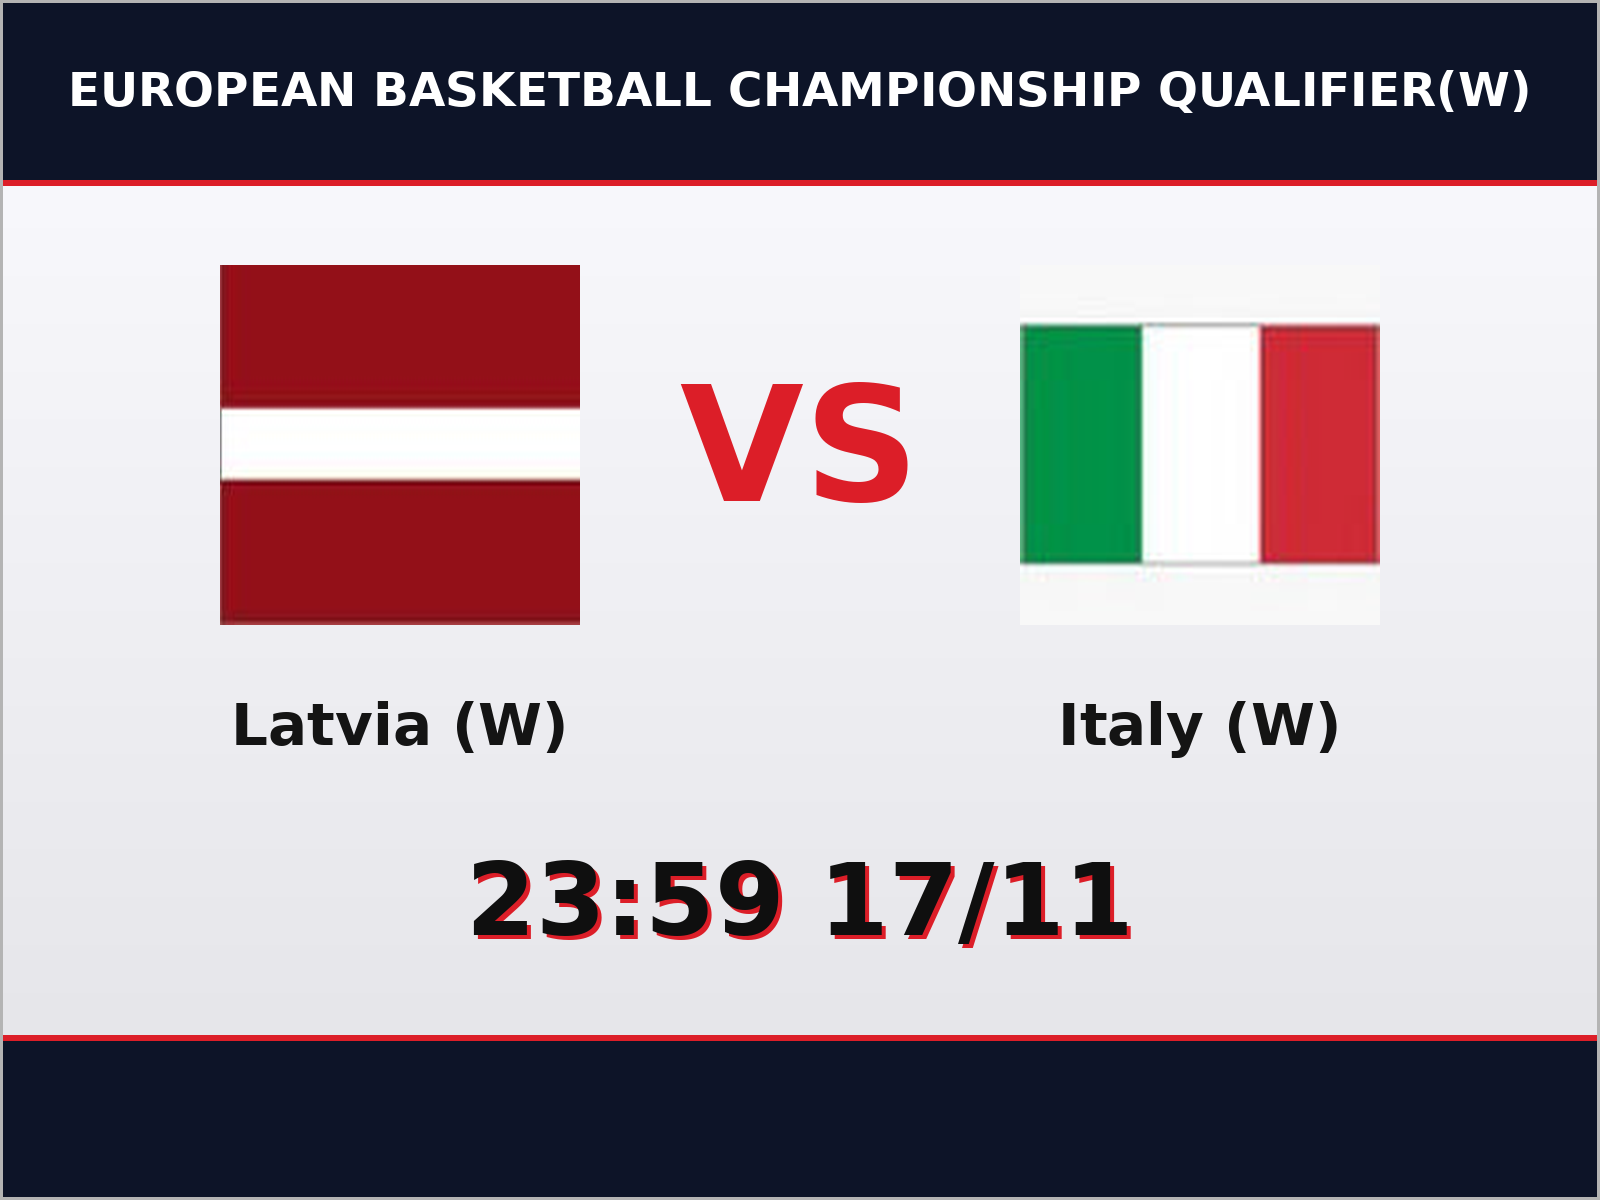 EUROPEAN BASKETBALL CHAMPIONSHIP QUALIFIER(W)
VS
Latvia (W)
Italy (W)
23:59 17/11